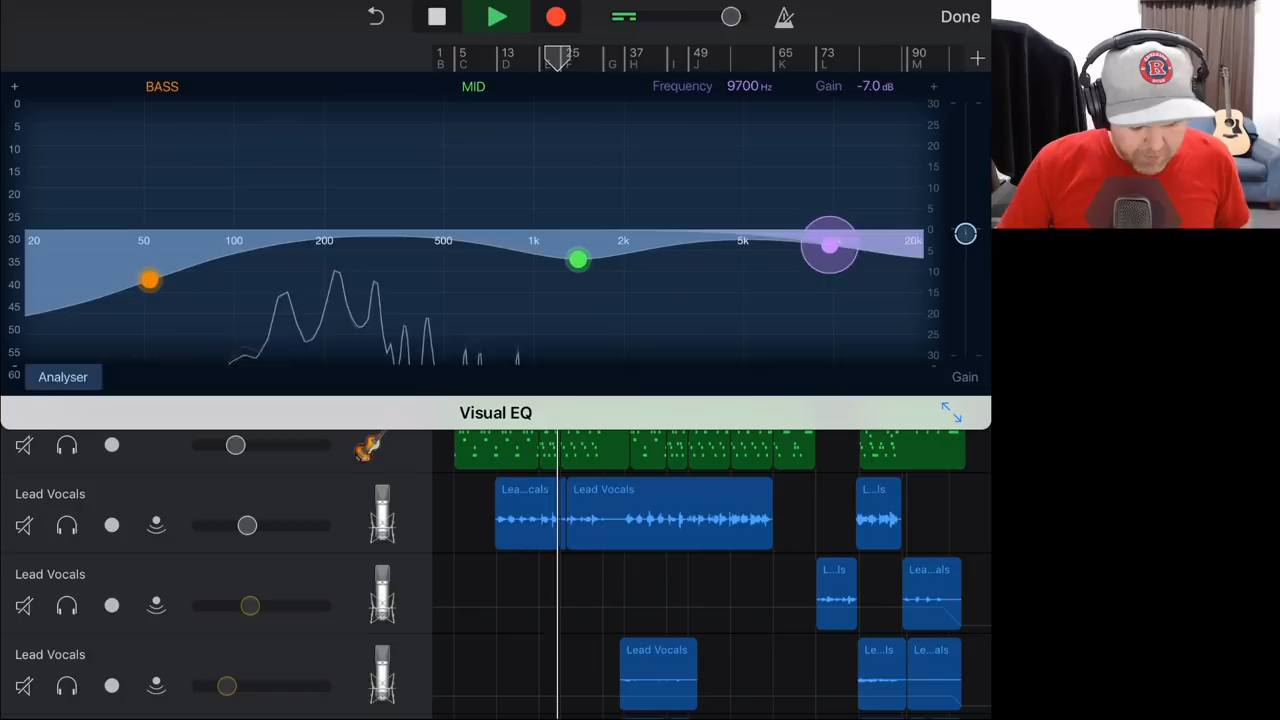 Done
1 5 13 25 37 49 65 73 90
B C D F G H I J K L M
+ BASS MID Frequency 9700 Hz Gain -7.0 dB +
0 30
5 25
10 20
15 15
20 10
25 5
30 20 50 100 200 500 1k 2k 5k 20k 0
35 5
40 10
45 15
50 20
55 25
60 30
Analyser Gain
Visual EQ
Lead Vocals Lea...cals Lead Vocals L...ls
Lead Vocals L...ls Lea...als
Lead Vocals Lead Vocals Le...ls Le...als
R